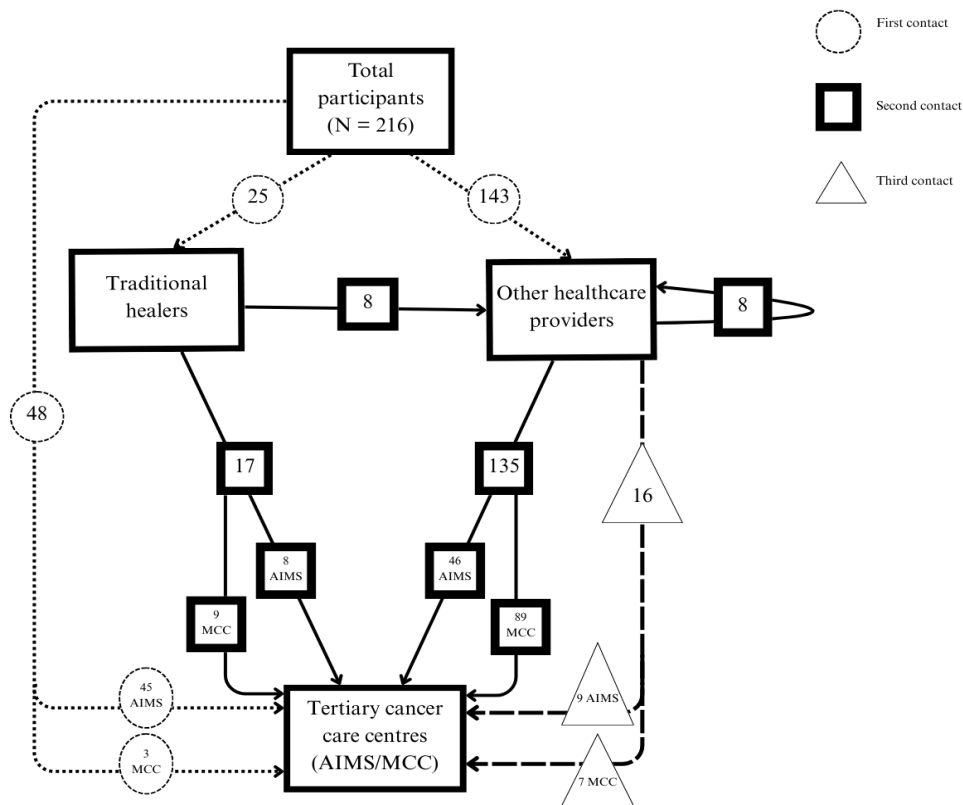 First contact
Total
participants
(N = 216)
Second contact
Third contact
25
143
Traditional
healers
8
Other healthcare
providers
8
48
17
135
16
8
AIMS
46
AIMS
9
MCC
89
MCC
45
AIMS
Tertiary cancer
care centres
(AIMS/MCC)
9 AIMS
3
MCC
7 MCC